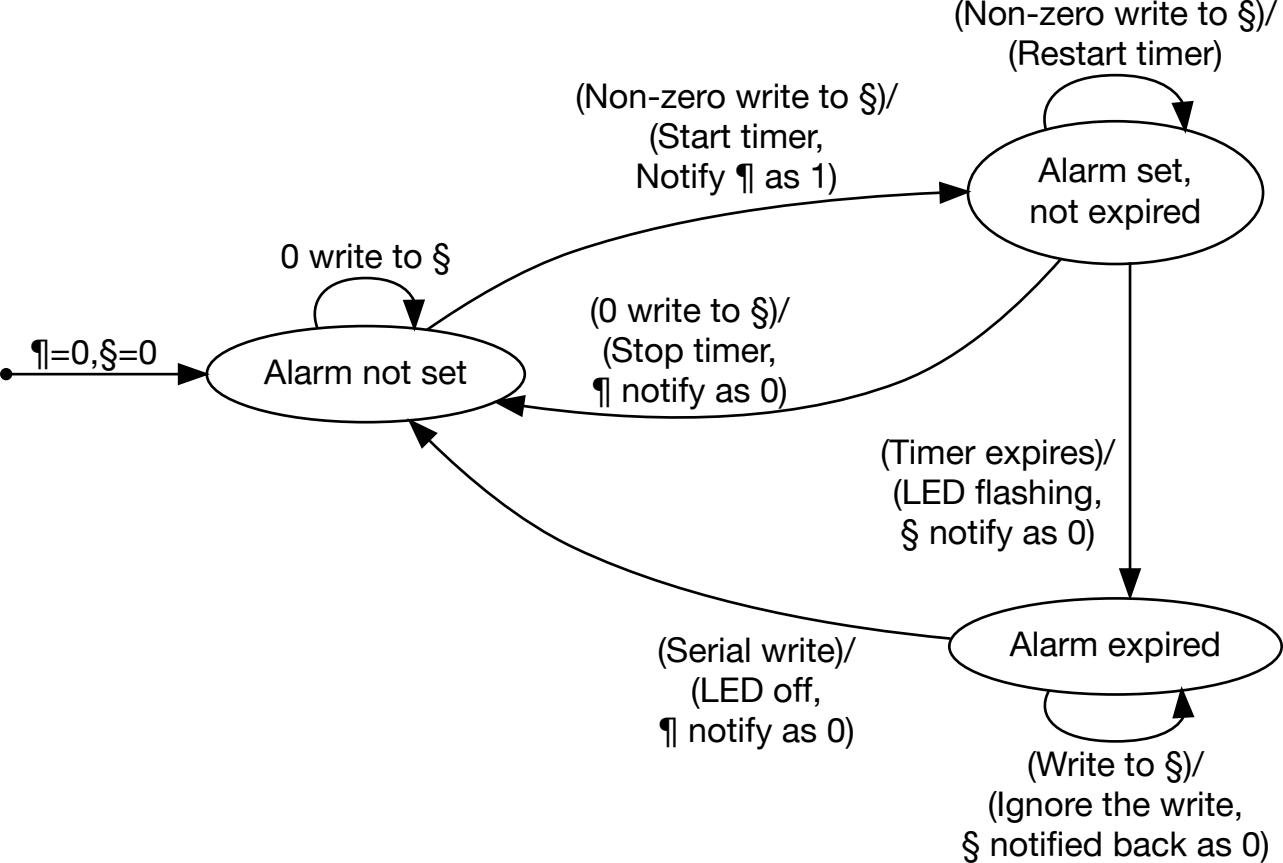 (Non-zero write to §)/
(Restart timer)
(Non-zero write to §)/
(Start timer,
Notify ¶ as 1)
Alarm set,
not expired
0 write to §
(0 write to §)/
(Stop timer,
¶ notify as 0)
¶=0,§=0
Alarm not set
(Timer expires)/
(LED flashing,
§ notify as 0)
Alarm expired
(Serial write)/
(LED off,
¶ notify as 0)
(Write to §)/
(Ignore the write,
§ notified back as 0)